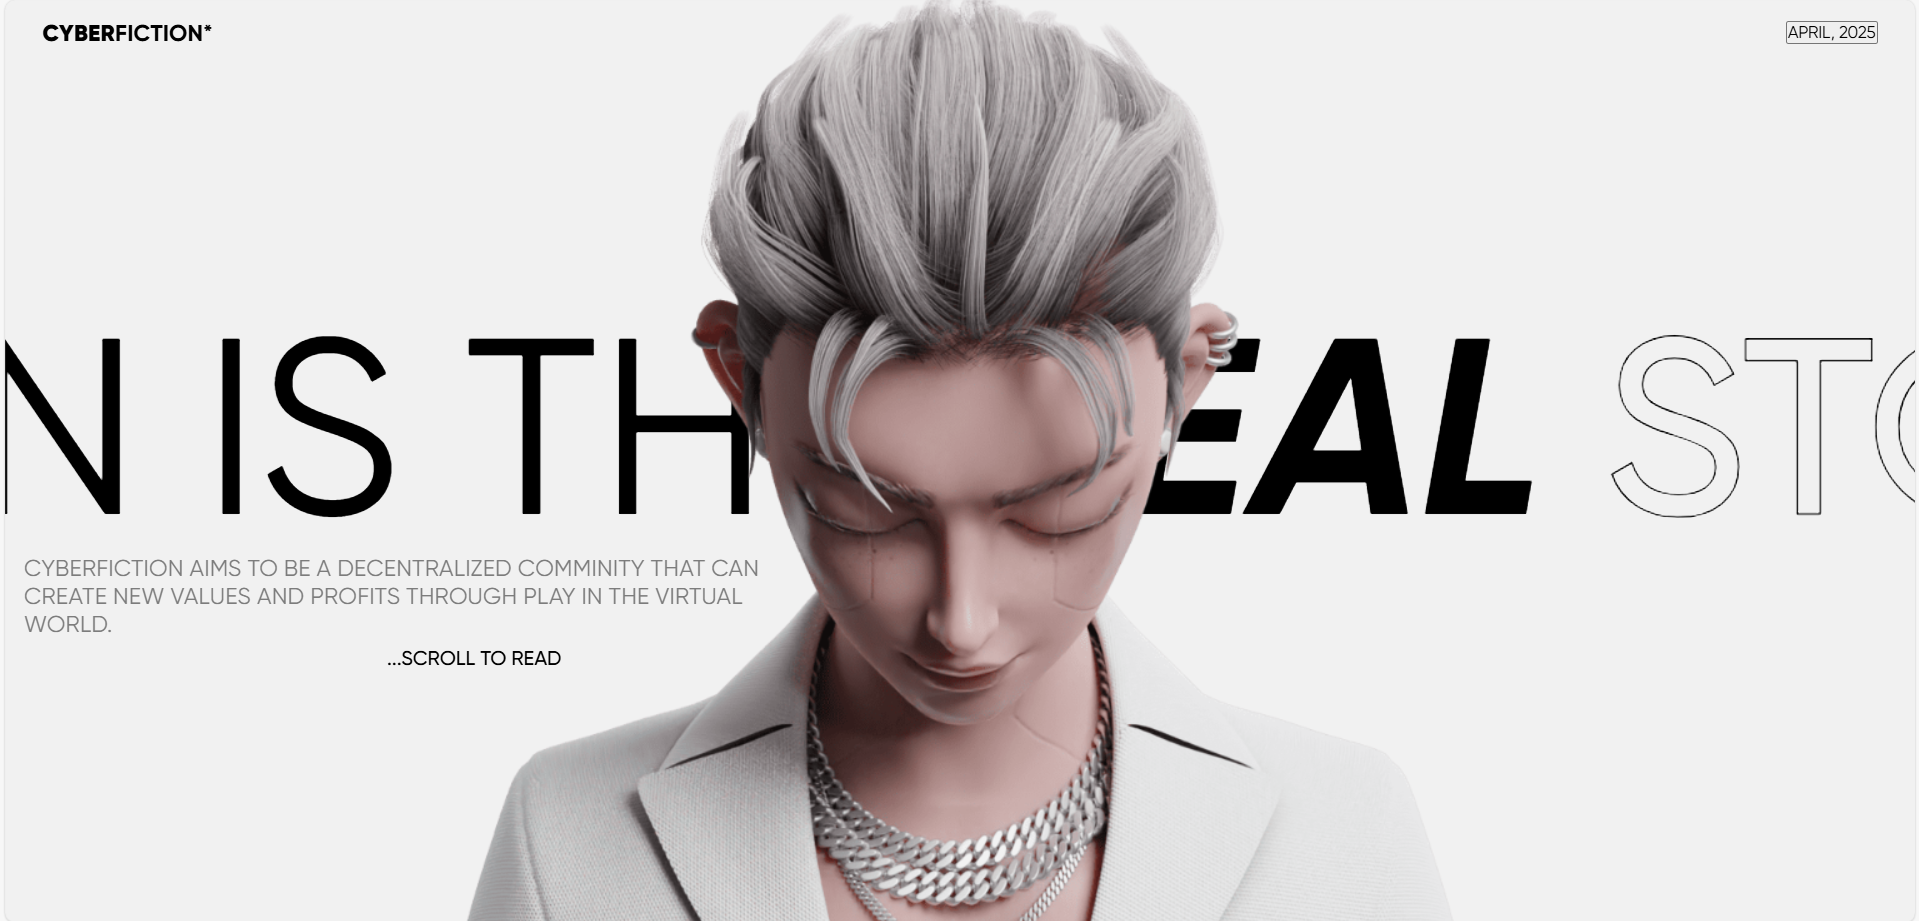 CYBERFICTION*
APRIL, 2025
N IS TH EAL ST
CYBERFICTION AIMS TO BE A DECENTRALIZED COMMINITY THAT CAN
CREATE NEW VALUES AND PROFITS THROUGH PLAY IN THE VIRTUAL
WORLD.
...SCROLL TO READ